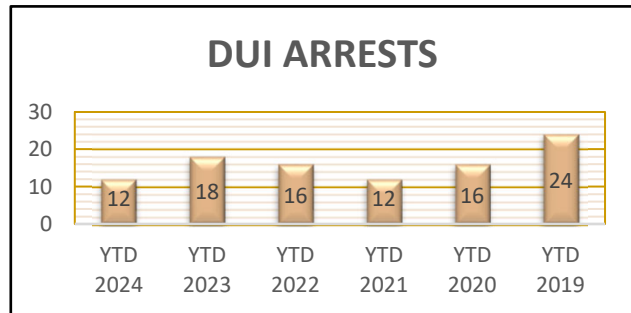 DUI ARRESTS
30
20
10
0
12
18
16
12
16
24
YTD 2024
YTD 2023
YTD 2022
YTD 2021
YTD 2020
YTD 2019